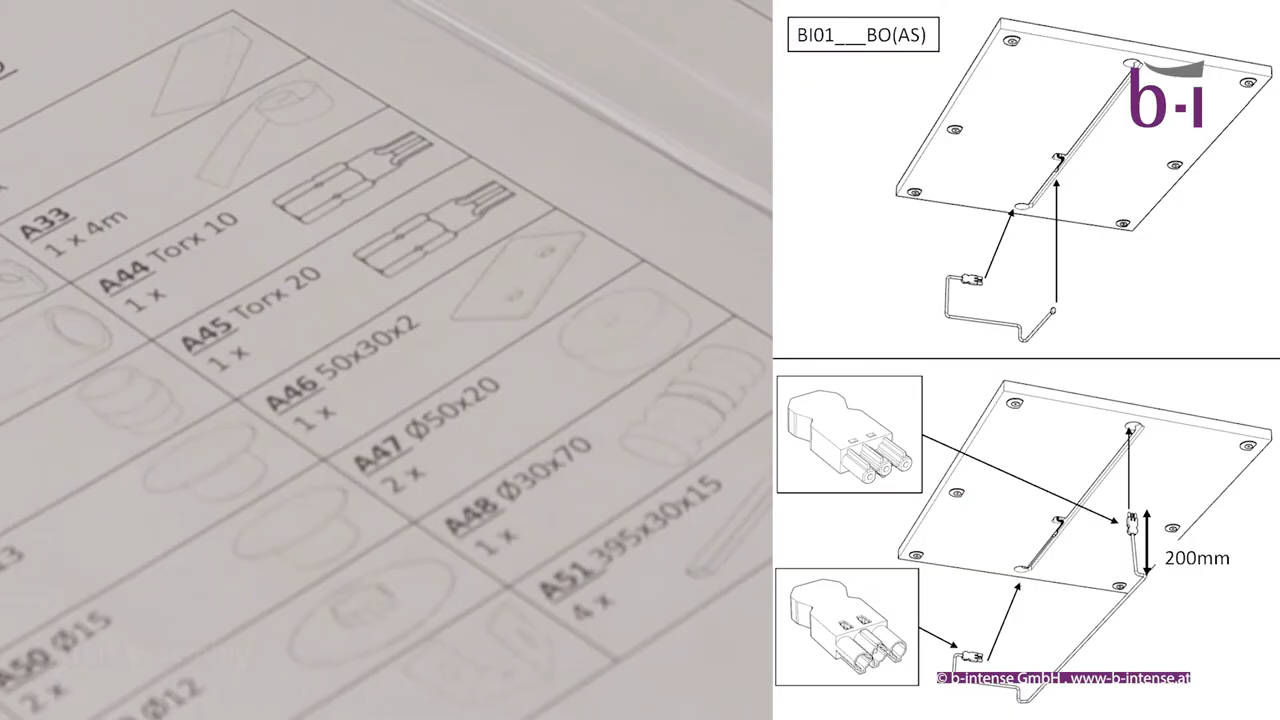 A33
1 x 4m
A44 Torx 10
1 x
A45 Torx 20
1 x
A46 50x30x2
1 x
A47 Ø50x20
2 x
A48 Ø30x70
1 x
A51 395x30x15
4 x
A50 Ø15
2 x
Ø12
BI01___BO(AS)
b-i
200mm
© b-intense GmbH . www-b-intense.at